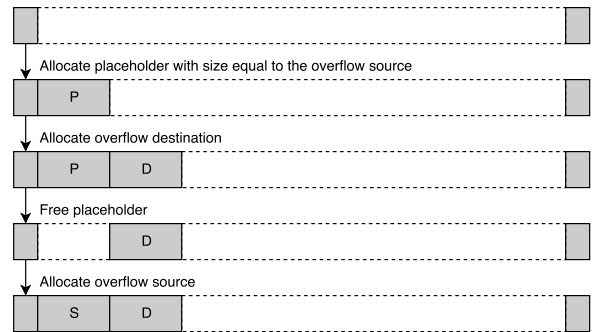 Allocate placeholder with size equal to the overflow source
P
Allocate overflow destination
P D
Free placeholder
D
Allocate overflow source
S D